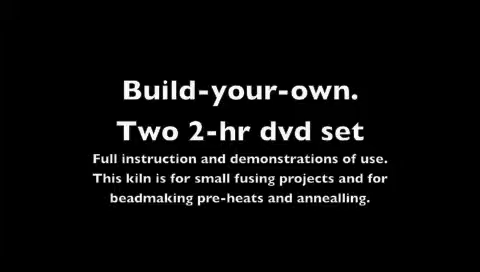 Build-your-own.
Two 2-hr dvd set
Full instruction and demonstrations of use.
This kiln is for small fusing projects and for
beadmaking pre-heats and annealling.